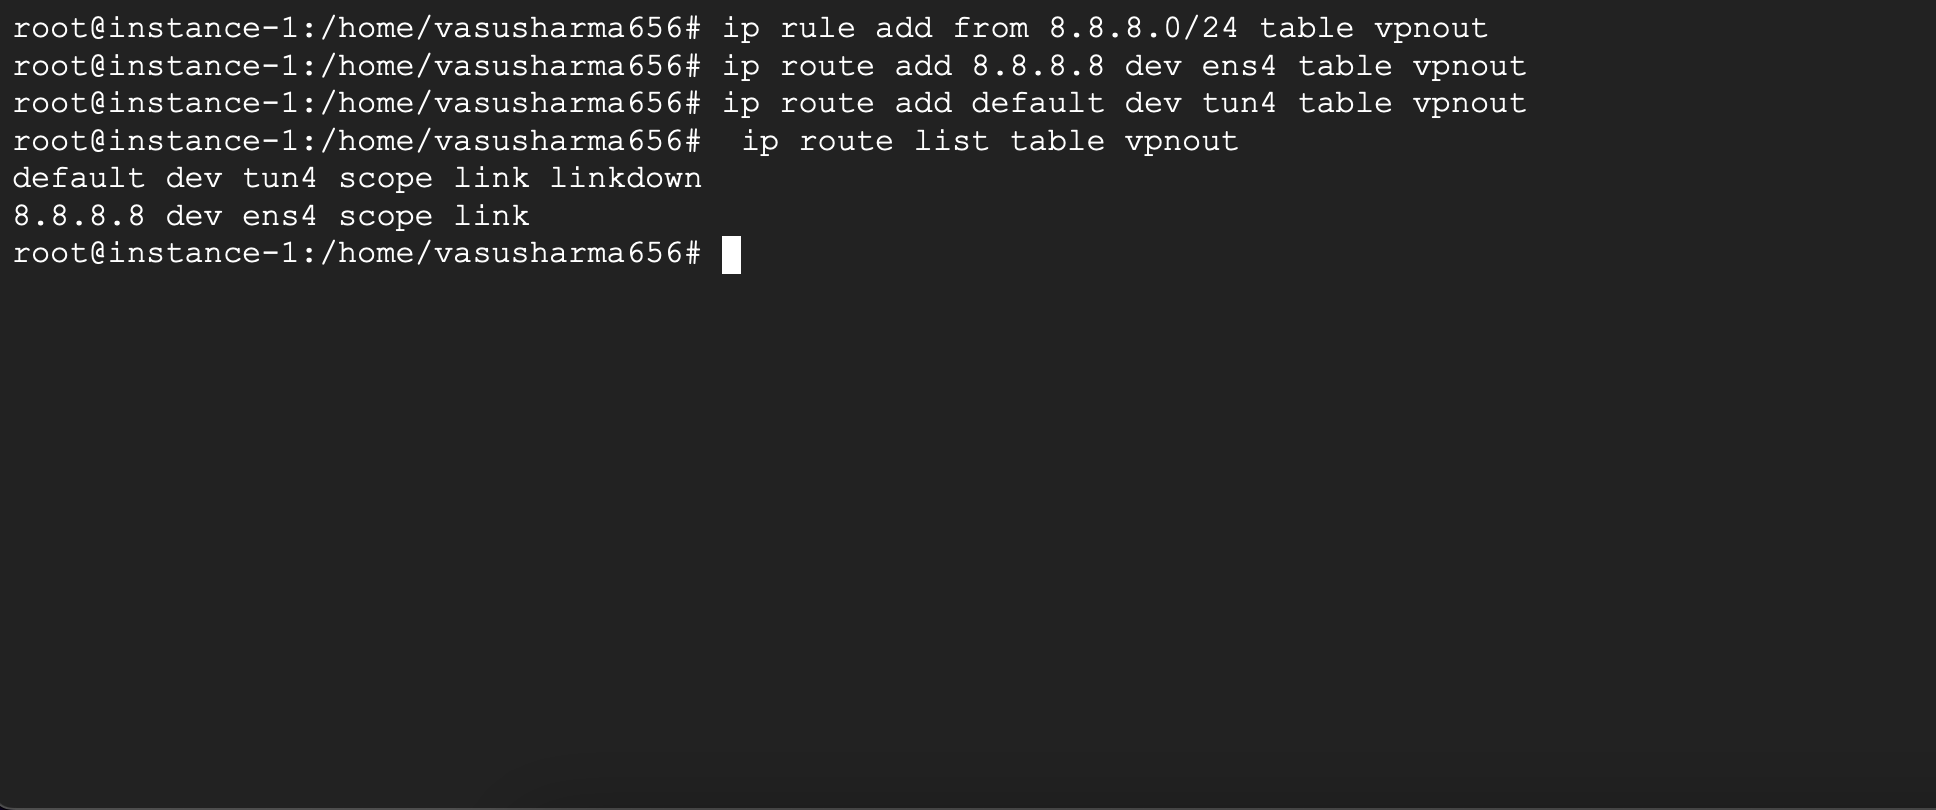 root@instance-1:/home/vasusharma656# ip rule add from 8.8.8.0/24 table vpnout
root@instance-1:/home/vasusharma656# ip route add 8.8.8.8 dev ens4 table vpnout
root@instance-1:/home/vasusharma656# ip route add default dev tun4 table vpnout
root@instance-1:/home/vasusharma656#  ip route list table vpnout
default dev tun4 scope link linkdown
8.8.8.8 dev ens4 scope link
root@instance-1:/home/vasusharma656#